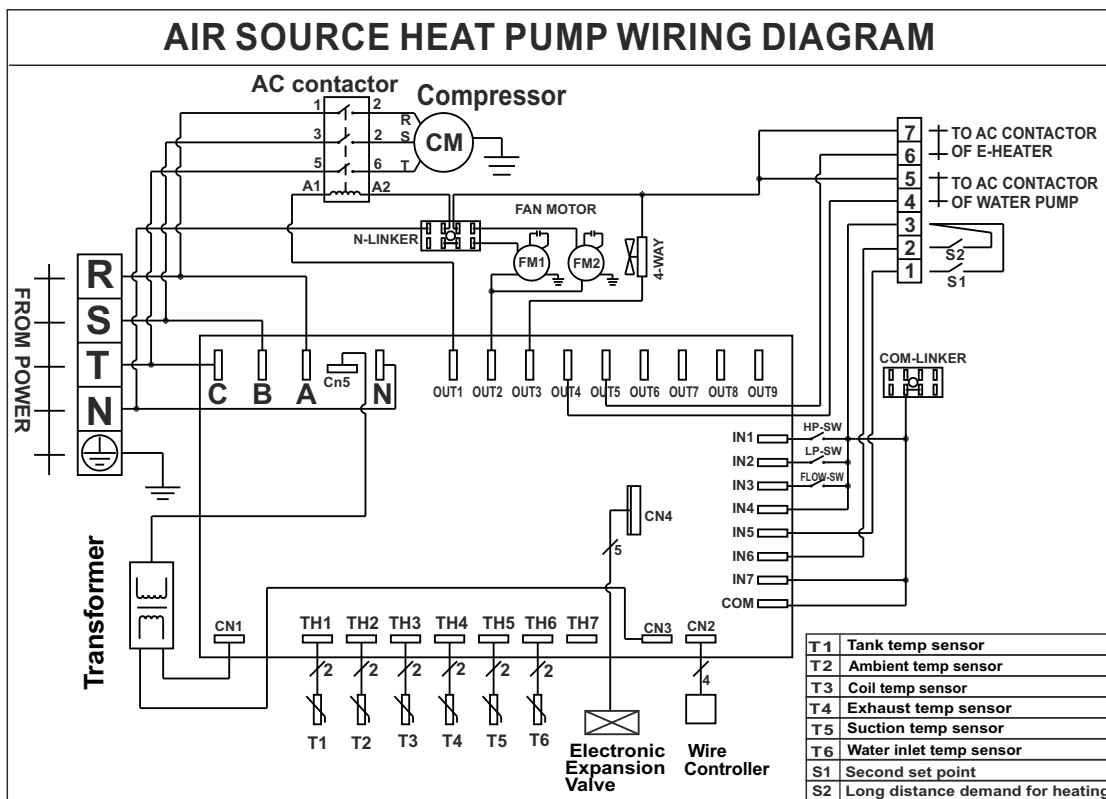 AIR SOURCE HEAT PUMP WIRING DIAGRAM
AC contactor
Compressor
1 2
R
3 2
S
CM
5 6
T
A1 A2
7
6
5
4
3
2
1
TO AC CONTACTOR
OF E-HEATER
TO AC CONTACTOR
OF WATER PUMP
S2
S1
FAN MOTOR
N-LINKER
FM1
FM2
4-WAY
FROM POWER
R
S
T
N
C
B
A
Cn5
N
OUT1
OUT2
OUT3
OUT4
OUT5
OUT6
OUT7
OUT8
OUT9
COM-LINKER
IN1
HP-SW
IN2
LP-SW
IN3
FLOW-SW
IN4
IN5
IN6
IN7
COM
CN4
5
Transformer
CN1
TH1
TH2
TH3
TH4
TH5
TH6
TH7
CN3
CN2
2
2
2
2
2
2
4
T1
T2
T3
T4
T5
T6
Electronic
Expansion
Valve
Wire
Controller
T1 Tank temp sensor
T2 Ambient temp sensor
T3 Coil temp sensor
T4 Exhaust temp sensor
T5 Suction temp sensor
T6 Water inlet temp sensor
S1 Second set point
S2 Long distance demand for heating